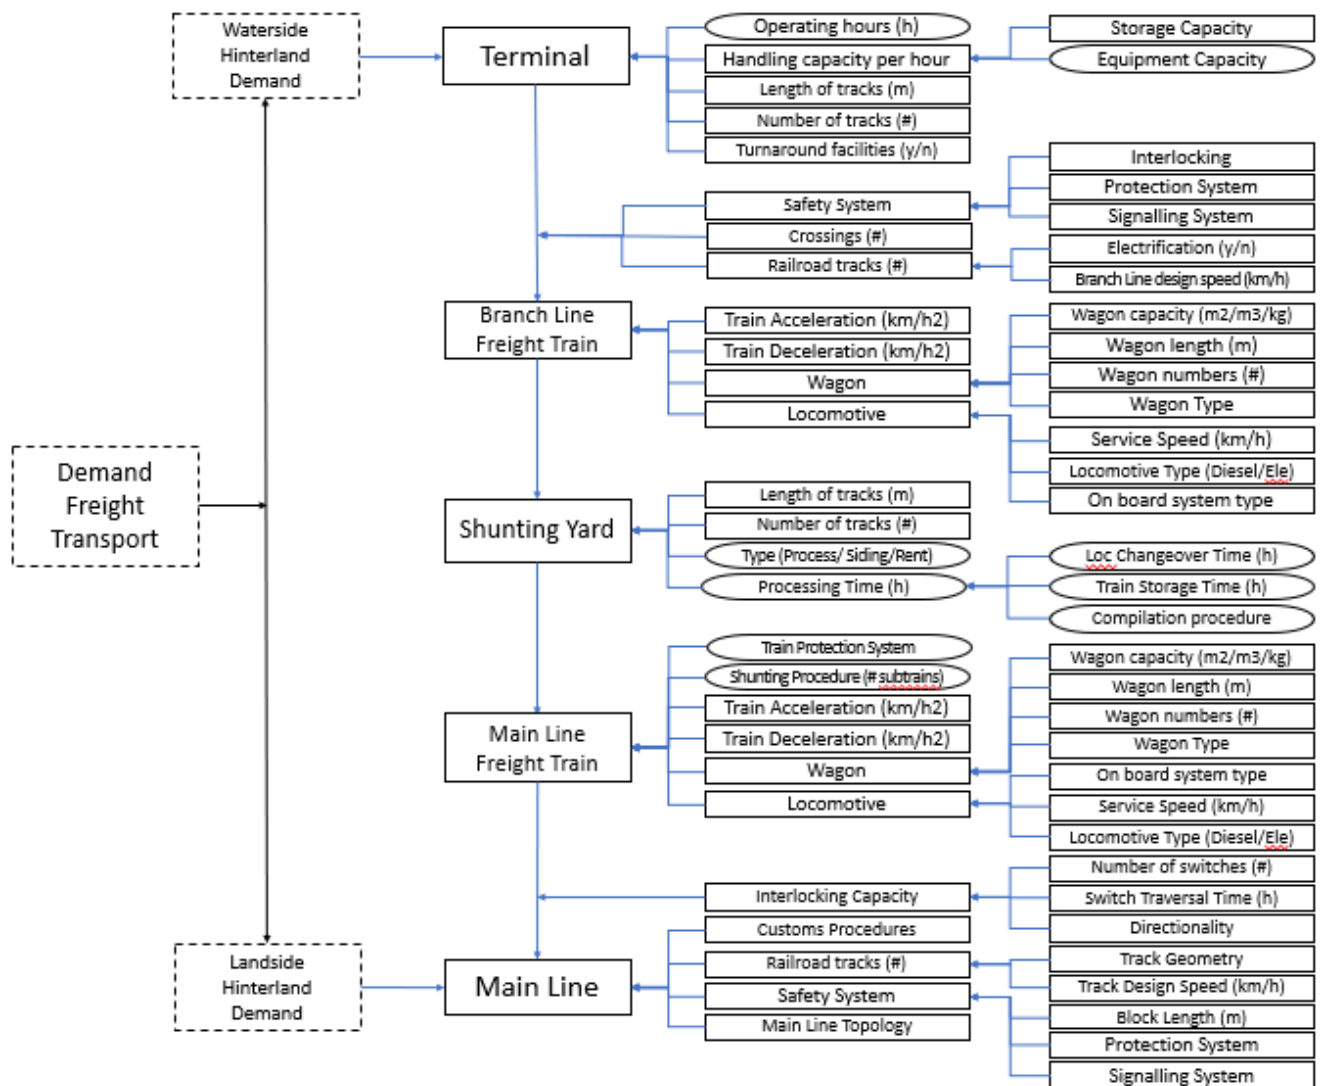 Waterside
Hinterland
Demand
Terminal
Operating hours (h)
Handling capacity per hour
Length of tracks (m)
Number of tracks (#)
Turnaround facilities (y/n)
Storage Capacity
Equipment Capacity
Safety System
Crossings (#)
Railroad tracks (#)
Interlocking
Protection System
Signalling System
Electrification (y/n)
Branch Line design speed (km/h)
Branch Line
Freight Train
Train Acceleration (km/h2)
Train Deceleration (km/h2)
Wagon
Locomotive
Wagon capacity (m2/m3/kg)
Wagon length (m)
Wagon numbers (#)
Wagon Type
Service Speed (km/h)
Locomotive Type (Diesel/Ele)
On board system type
Demand
Freight
Transport
Shunting Yard
Length of tracks (m)
Number of tracks (#)
Type (Process/ Siding/Rent)
Processing Time (h)
Loc Changeover Time (h)
Train Storage Time (h)
Compilation procedure
Main Line
Freight Train
Train Protection System
Shunting Procedure (# subtrains)
Train Acceleration (km/h2)
Train Deceleration (km/h2)
Wagon
Locomotive
Wagon capacity (m2/m3/kg)
Wagon length (m)
Wagon numbers (#)
Wagon Type
On board system type
Service Speed (km/h)
Locomotive Type (Diesel/Ele)
Interlocking Capacity
Number of switches (#)
Switch Traversal Time (h)
Directionality
Landside
Hinterland
Demand
Main Line
Customs Procedures
Railroad tracks (#)
Safety System
Main Line Topology
Track Geometry
Track Design Speed (km/h)
Block Length (m)
Protection System
Signalling System